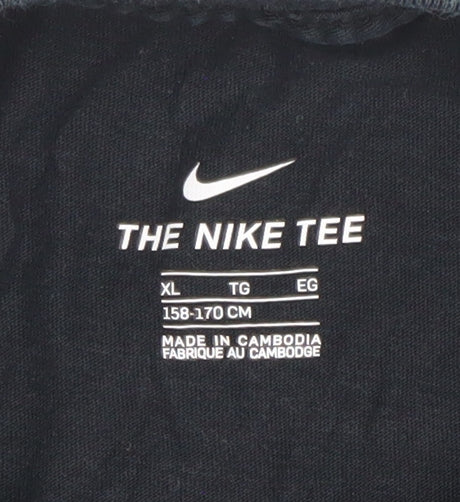 THE NIKE TEE
XL TG EG
158-170 CM
MADE IN CAMBODIA
FABRIQUE AU CAMBODGE